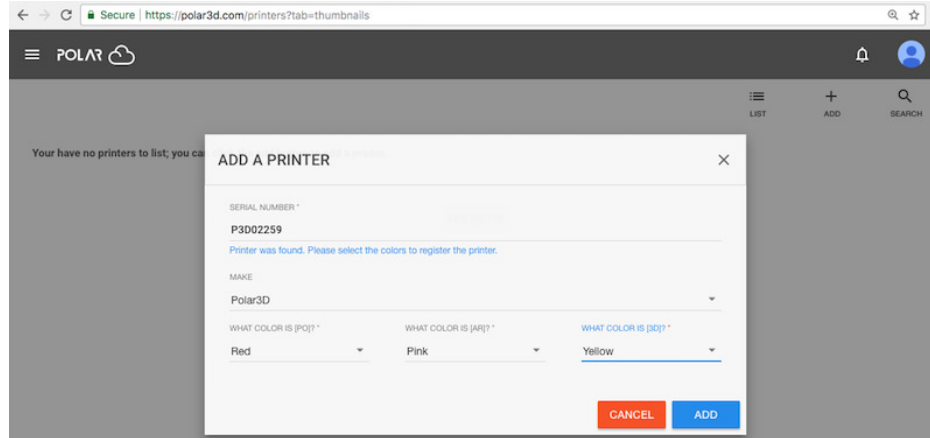 Secure | https://polar3d.com/printers?tab=thumbnails
POLAR
LIST ADD SEARCH
Your have no printers to list; you ca
ADD A PRINTER
SERIAL NUMBER *
P3D02259
Printer was found. Please select the colors to register the printer.
MAKE
Polar3D
WHAT COLOR IS [PO]? * WHAT COLOR IS [AR]? * WHAT COLOR IS [3D]? *
Red Pink Yellow
CANCEL ADD